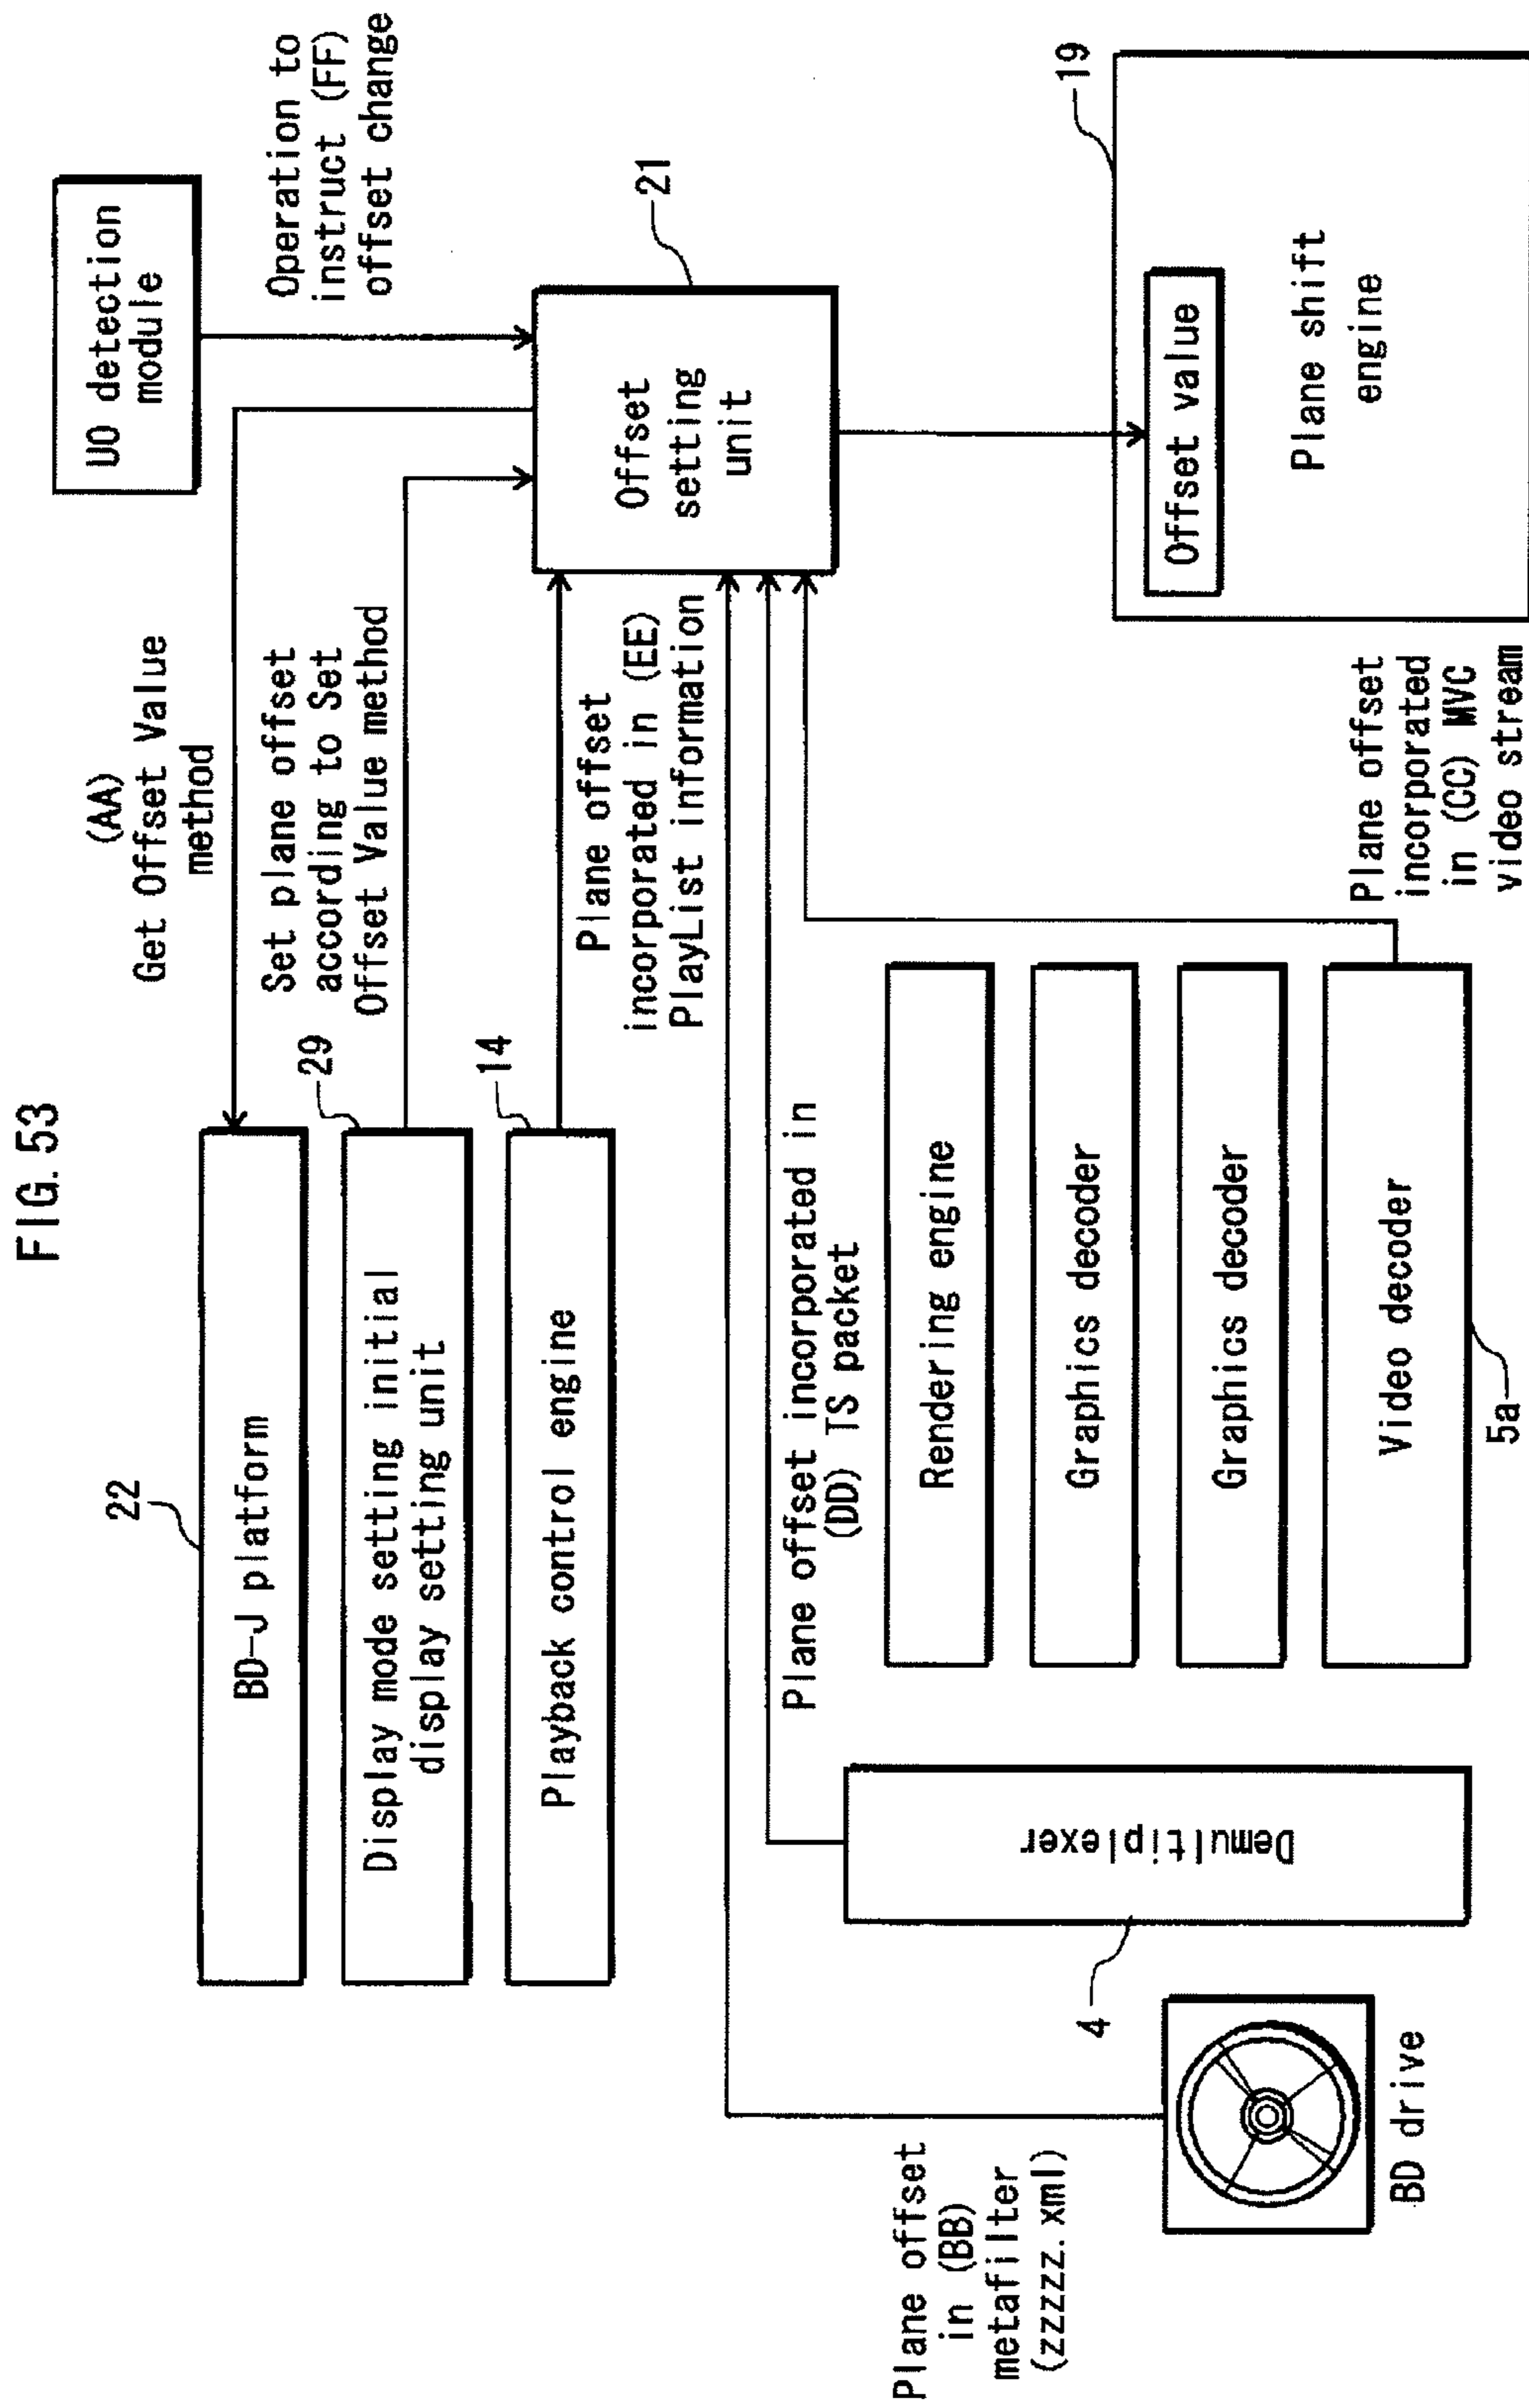 FIG. 53
22
BD-J platform
29
Display mode setting initial
display setting unit
14
Playback control engine
(AA)
Get Offset Value
method
Set plane offset
according to Set
Offset Value method
Plane offset
incorporated in (EE)
PlayList information
UO detection
module
Operation to
instruct (FF)
offset change
21
Offset
setting
unit
Plane offset
in (BB)
metafilter
(zzzzz.xml)
BD drive
4
Demultiplexer
Plane offset incorporated in
(DD) TS packet
Rendering engine
Graphics decoder
Graphics decoder
Video decoder
5a
Plane offset
incorporated
in (CC) MVC
video stream
19
Offset value
Plane shift
engine